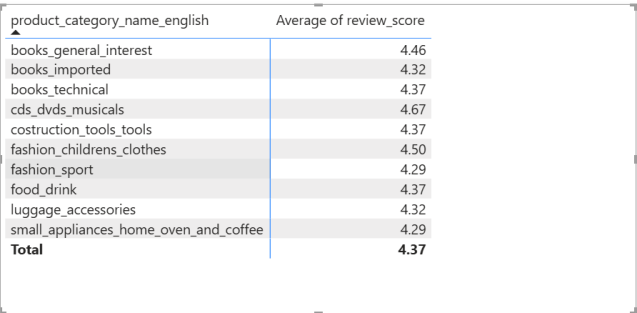 product_category_name_english Average of review_score
books_general_interest 4.46
books_imported 4.32
books_technical 4.37
cds_dvds_musicals 4.67
costruction_tools_tools 4.37
fashion_childrens_clothes 4.50
fashion_sport 4.29
food_drink 4.37
luggage_accessories 4.32
small_appliances_home_oven_and_coffee 4.29
Total 4.37